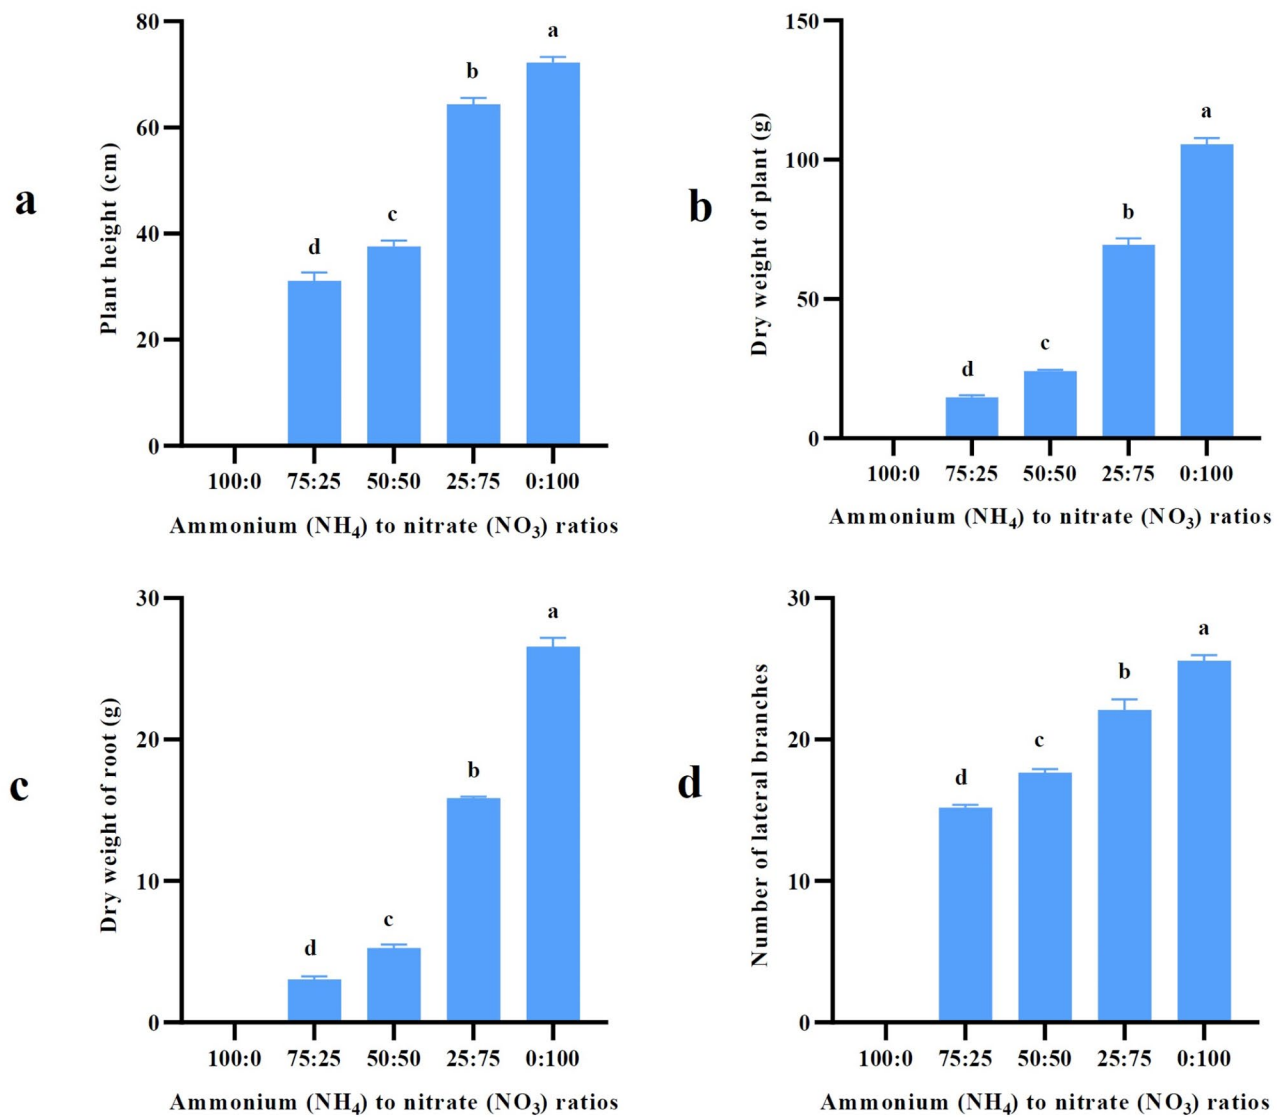 a
Plant height (cm)
80
60
40
20
0
d
c
b
a
100:0 75:25 50:50 25:75 0:100
Ammonium (NH₄) to nitrate (NO₃) ratios
b
Dry weight of plant (g)
150
100
50
0
d
c
b
a
100:0 75:25 50:50 25:75 0:100
Ammonium (NH₄) to nitrate (NO₃) ratios
c
Dry weight of root (g)
30
20
10
0
d
c
b
a
100:0 75:25 50:50 25:75 0:100
Ammonium (NH₄) to nitrate (NO₃) ratios
d
Number of lateral branches
30
20
10
0
d
c
b
a
100:0 75:25 50:50 25:75 0:100
Ammonium (NH₄) to nitrate (NO₃) ratios